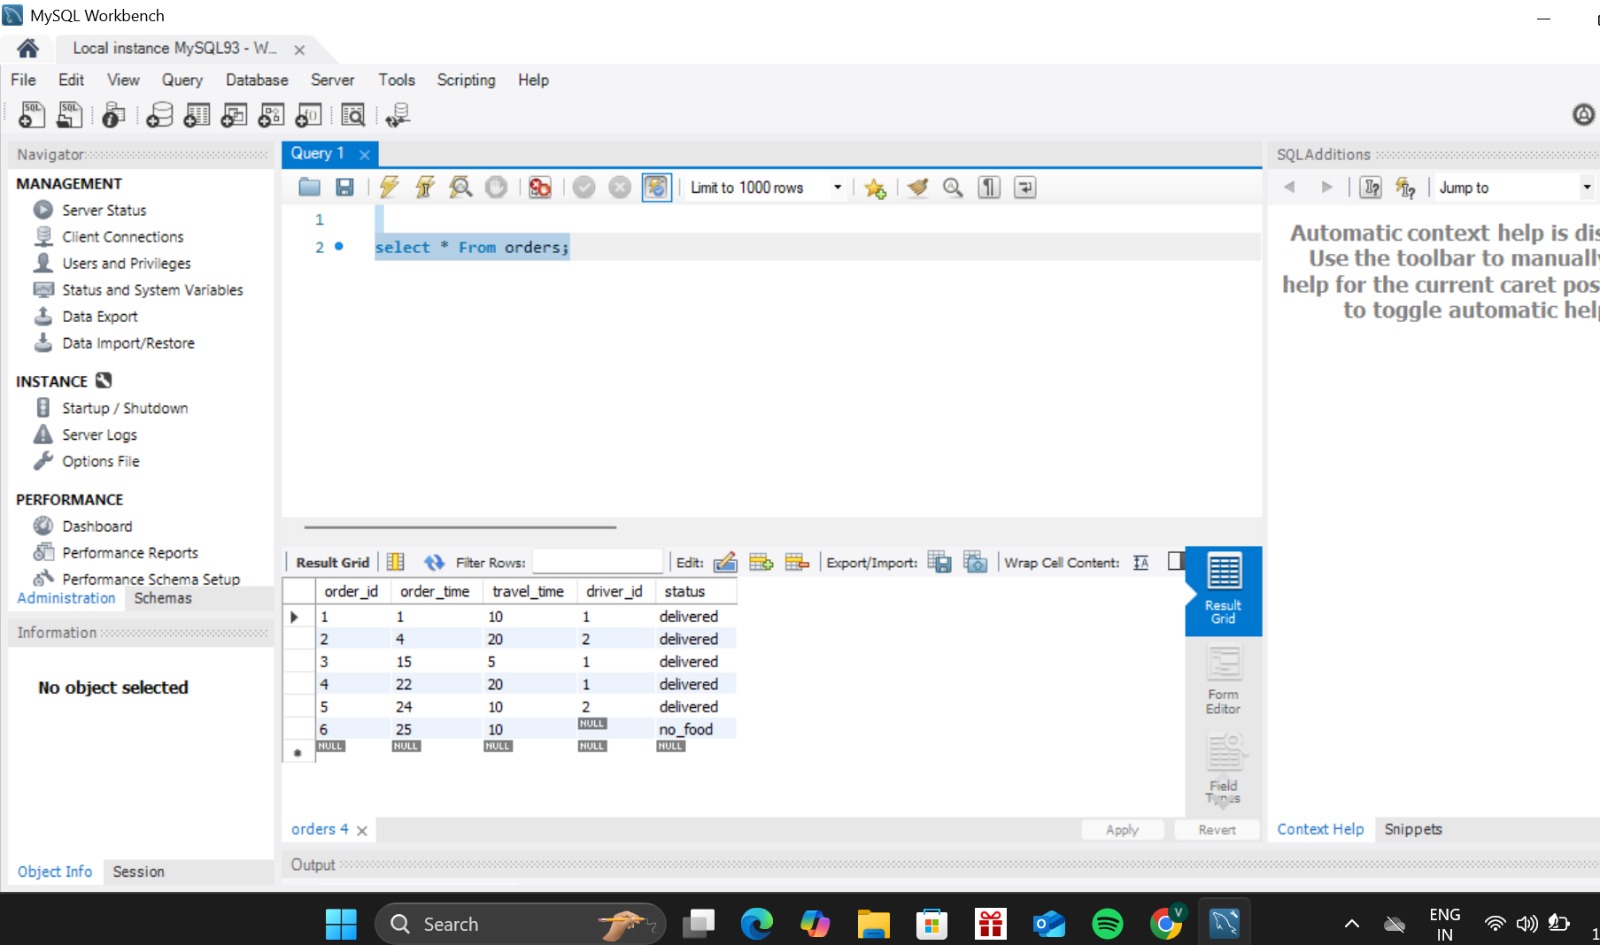 MySQL Workbench
Local instance MySQL93 - W...
File Edit View Query Database Server Tools Scripting Help
Navigator
MANAGEMENT
Server Status
Client Connections
Users and Privileges
Status and System Variables
Data Export
Data Import/Restore
INSTANCE
Startup / Shutdown
Server Logs
Options File
PERFORMANCE
Dashboard
Performance Reports
Performance Schema Setup
Administration Schemas
Information
No object selected
Object Info Session
Query 1
Limit to 1000 rows
1
2 select * From orders;
Result Grid Filter Rows: Edit: Export/Import: Wrap Cell Content:
order_id order_time travel_time driver_id status
1 1 10 1 delivered
2 4 20 2 delivered
3 15 5 1 delivered
4 22 20 1 delivered
5 24 10 2 delivered
6 25 10 NULL no_food
NULL NULL NULL NULL NULL
Result
Grid
Form
Editor
Field
Types
orders 4 Apply Revert
Output
SQLAdditions
Jump to
Automatic context help is
Use the toolbar to manually
help for the current caret
to toggle automatic
Context Help Snippets
Search
ENG
IN